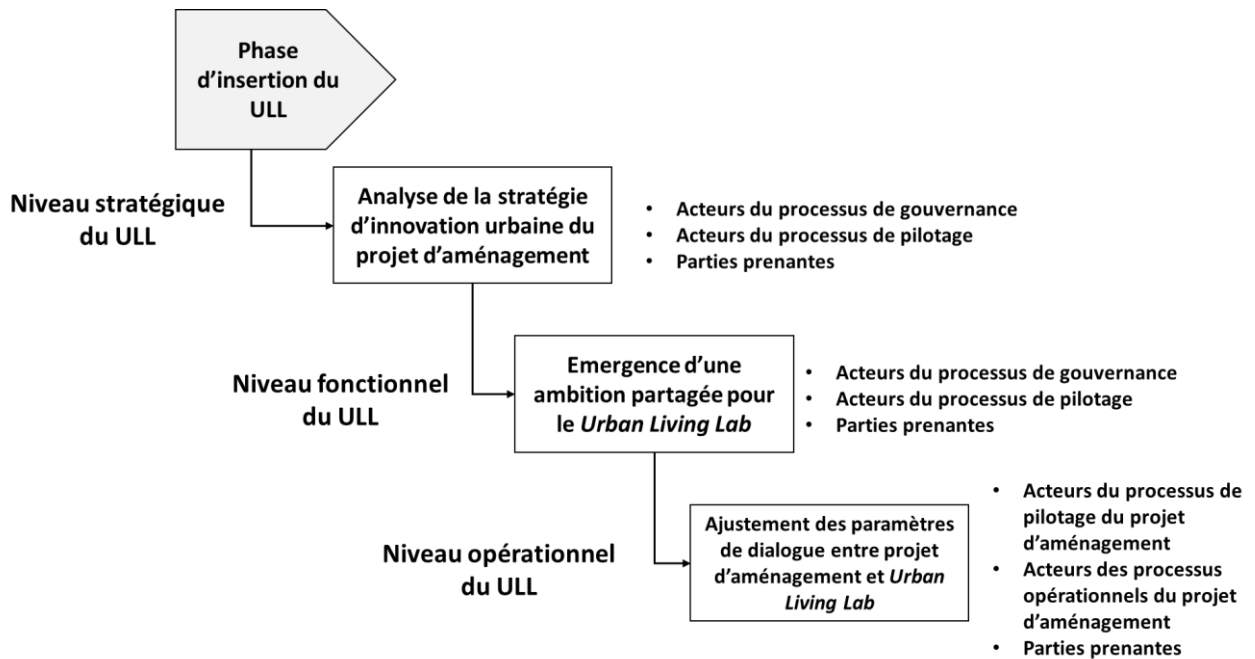 Phase
d’insertion du
ULL
Niveau stratégique
du ULL
Analyse de la stratégie
d’innovation urbaine du
projet d’aménagement
• Acteurs du processus de gouvernance
• Acteurs du processus de pilotage
• Parties prenantes
Niveau fonctionnel
du ULL
Emergence d’une
ambition partagée pour
le Urban Living Lab
• Acteurs du processus de gouvernance
• Acteurs du processus de pilotage
• Parties prenantes
Niveau opérationnel
du ULL
Ajustement des paramètres
de dialogue entre projet
d’aménagement et Urban
Living Lab
• Acteurs du processus de
pilotage du projet
d’aménagement
• Acteurs des processus
opérationnels du projet
d’aménagement
• Parties prenantes